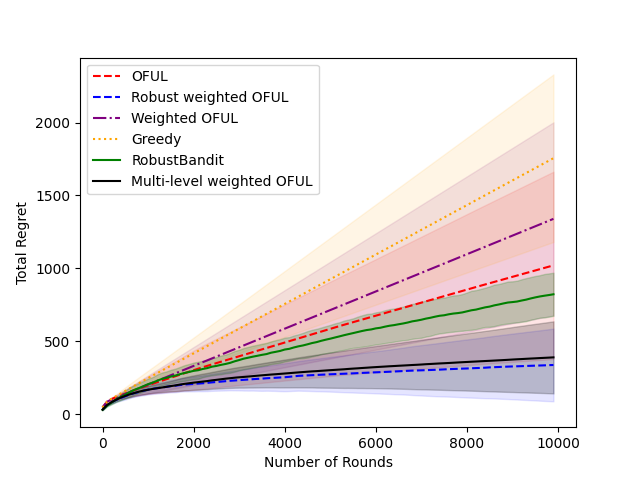 OFUL
Robust weighted OFUL
Weighted OFUL
Greedy
RobustBandit
Multi-level weighted OFUL
Total Regret
2000
1500
1000
500
0
0 2000 4000 6000 8000 10000
Number of Rounds